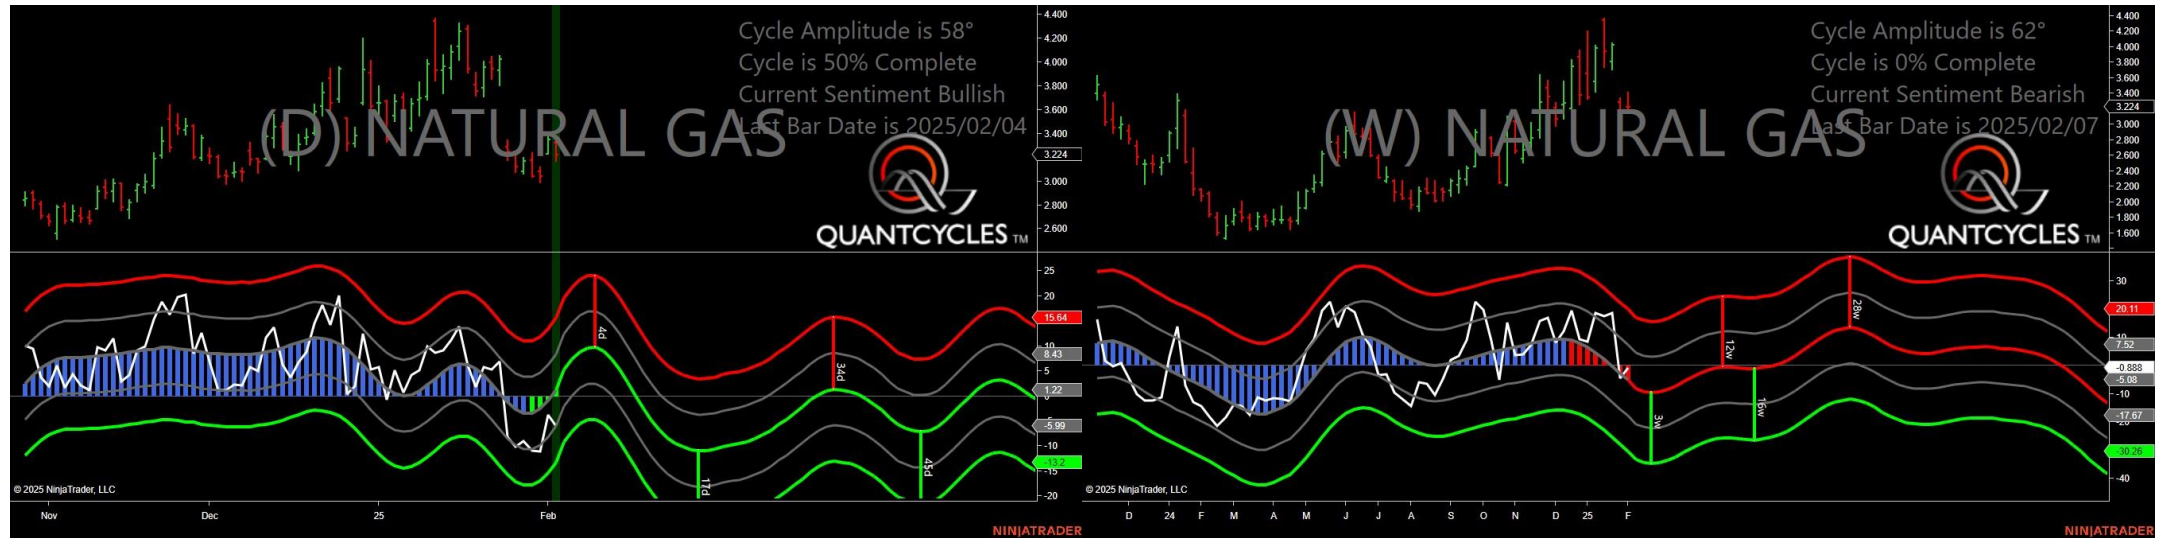 Cycle Amplitude is 58°
Cycle is 50% Complete
Current Sentiment Bullish
Last Bar Date is 2025/02/04
(D) NATURAL GAS
QUANTCYCLES TM
4.400
4.200
4.000
3.800
3.600
3.400
3.224
3.000
2.800
2.600
25
20
15.64
10
8.43
5
1.22
0
-5.99
-10
-13.2
-15
-20
4d
17d
34d
45d
© 2025 NinjaTrader, LLC
Nov Dec 25 Feb
NINJATRADER
Cycle Amplitude is 62°
Cycle is 0% Complete
Current Sentiment Bearish
Last Bar Date is 2025/02/07
(W) NATURAL GAS
QUANTCYCLES TM
4.400
4.200
4.000
3.800
3.600
3.400
3.224
3.000
2.800
2.600
2.400
2.200
2.000
1.800
1.600
30
20.11
10
7.52
-0.888
-5.08
-10
-17.67
-30.26
-40
3w
12w
16w
28w
© 2025 NinjaTrader, LLC
D 24 F M A M J J A S O N D 25 F
NINJATRADER